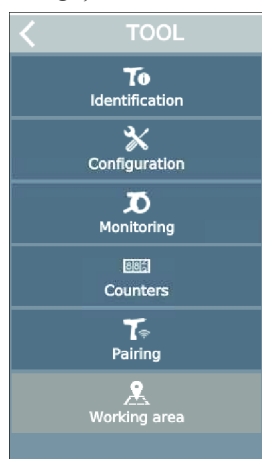 TOOL
Identification
Configuration
Monitoring
Counters
Pairing
Working area